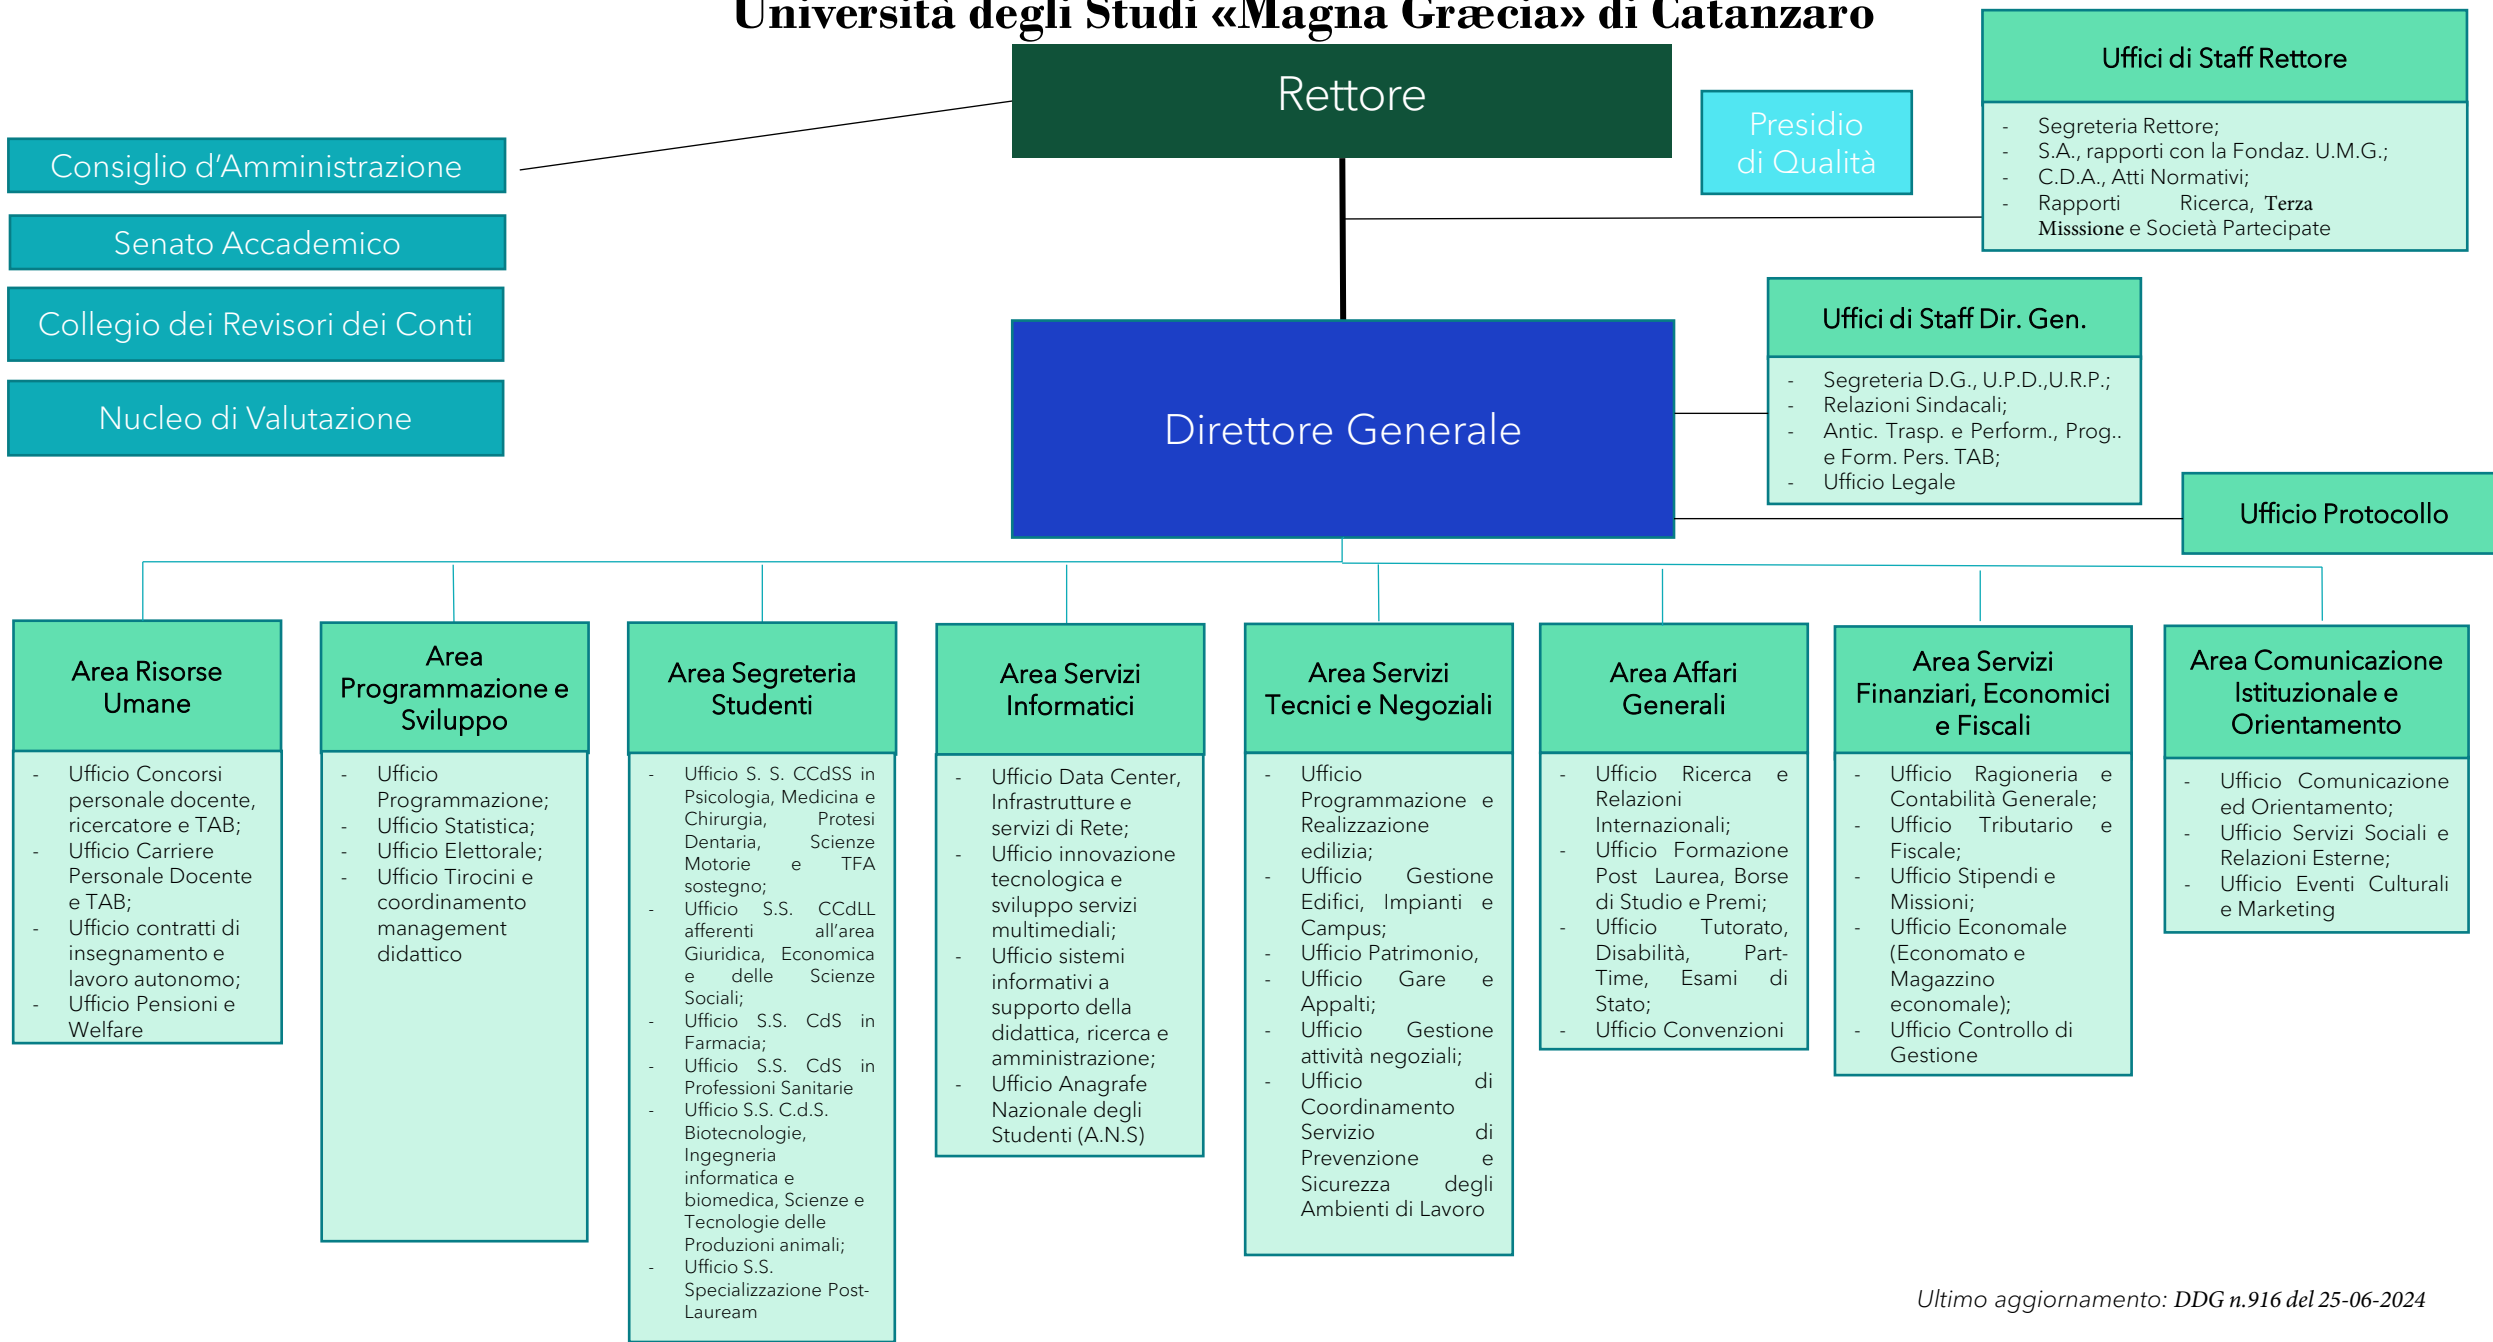 Università degli Studi «Magna Græcia» di Catanzaro
Rettore
Presidio
di Qualità
Uffici di Staff Rettore
- Segreteria Rettore;
- S.A., rapporti con la Fondaz. U.M.G.;
- C.D.A., Atti Normativi;
- Rapporti Ricerca, Terza
Misssione e Società Partecipate
Consiglio d'Amministrazione
Senato Accademico
Collegio dei Revisori dei Conti
Nucleo di Valutazione
Direttore Generale
Uffici di Staff Dir. Gen.
- Segreteria D.G., U.P.D.,U.R.P.;
- Relazioni Sindacali;
- Antic. Trasp. e Perform., Prog..
e Form. Pers. TAB;
- Ufficio Legale
Ufficio Protocollo
Area Risorse
Umane
- Ufficio Concorsi
personale docente,
ricercatore e TAB;
- Ufficio Carriere
Personale Docente
e TAB;
- Ufficio contratti di
insegnamento e
lavoro autonomo;
- Ufficio Pensioni e
Welfare
Area
Programmazione e
Sviluppo
- Ufficio
Programmazione;
- Ufficio Statistica;
- Ufficio Elettorale;
- Ufficio Tirocini e
coordinamento
management
didattico
Area Segreteria
Studenti
- Ufficio S. S. CCdSS in
Psicologia, Medicina e
Chirurgia, Protesi
Dentaria, Scienze
Motorie e TFA
sostegno;
- Ufficio S.S. CCdLL
afferenti all'area
Giuridica, Economica
e delle Scienze
Sociali;
- Ufficio S.S. CdS in
Farmacia;
- Ufficio S.S. CdS in
Professioni Sanitarie
- Ufficio S.S. C.d.S.
Biotecnologie,
Ingegneria
informatica e
biomedica, Scienze e
Tecnologie delle
Produzioni animali;
- Ufficio S.S.
Specializzazione Post-
Lauream
Area Servizi
Informatici
- Ufficio Data Center,
Infrastrutture e
servizi di Rete;
- Ufficio innovazione
tecnologica e
sviluppo servizi
multimediali;
- Ufficio sistemi
informativi a
supporto della
didattica, ricerca e
amministrazione;
- Ufficio Anagrafe
Nazionale degli
Studenti (A.N.S)
Area Servizi
Tecnici e Negoziali
- Ufficio
Programmazione e
Realizzazione
edilizia;
- Ufficio Gestione
Edifici, Impianti e
Campus;
- Ufficio Patrimonio,
- Ufficio Gare e
Appalti;
- Ufficio Gestione
attività negoziali;
- Ufficio di
Coordinamento
Servizio di
Prevenzione e
Sicurezza degli
Ambienti di Lavoro
Area Affari
Generali
- Ufficio Ricerca e
Relazioni
Internazionali;
- Ufficio Formazione
Post Laurea, Borse
di Studio e Premi;
- Ufficio Tutorato,
Disabilità, Part-
Time, Esami di
Stato;
- Ufficio Convenzioni
Area Servizi
Finanziari, Economici
e Fiscali
- Ufficio Ragioneria e
Contabilità Generale;
- Ufficio Tributario e
Fiscale;
- Ufficio Stipendi e
Missioni;
- Ufficio Economale
(Economato e
Magazzino
economale);
- Ufficio Controllo di
Gestione
Area Comunicazione
Istituzionale e
Orientamento
- Ufficio Comunicazione
ed Orientamento;
- Ufficio Servizi Sociali e
Relazioni Esterne;
- Ufficio Eventi Culturali
e Marketing
Ultimo aggiornamento: DDG n.916 del 25-06-2024